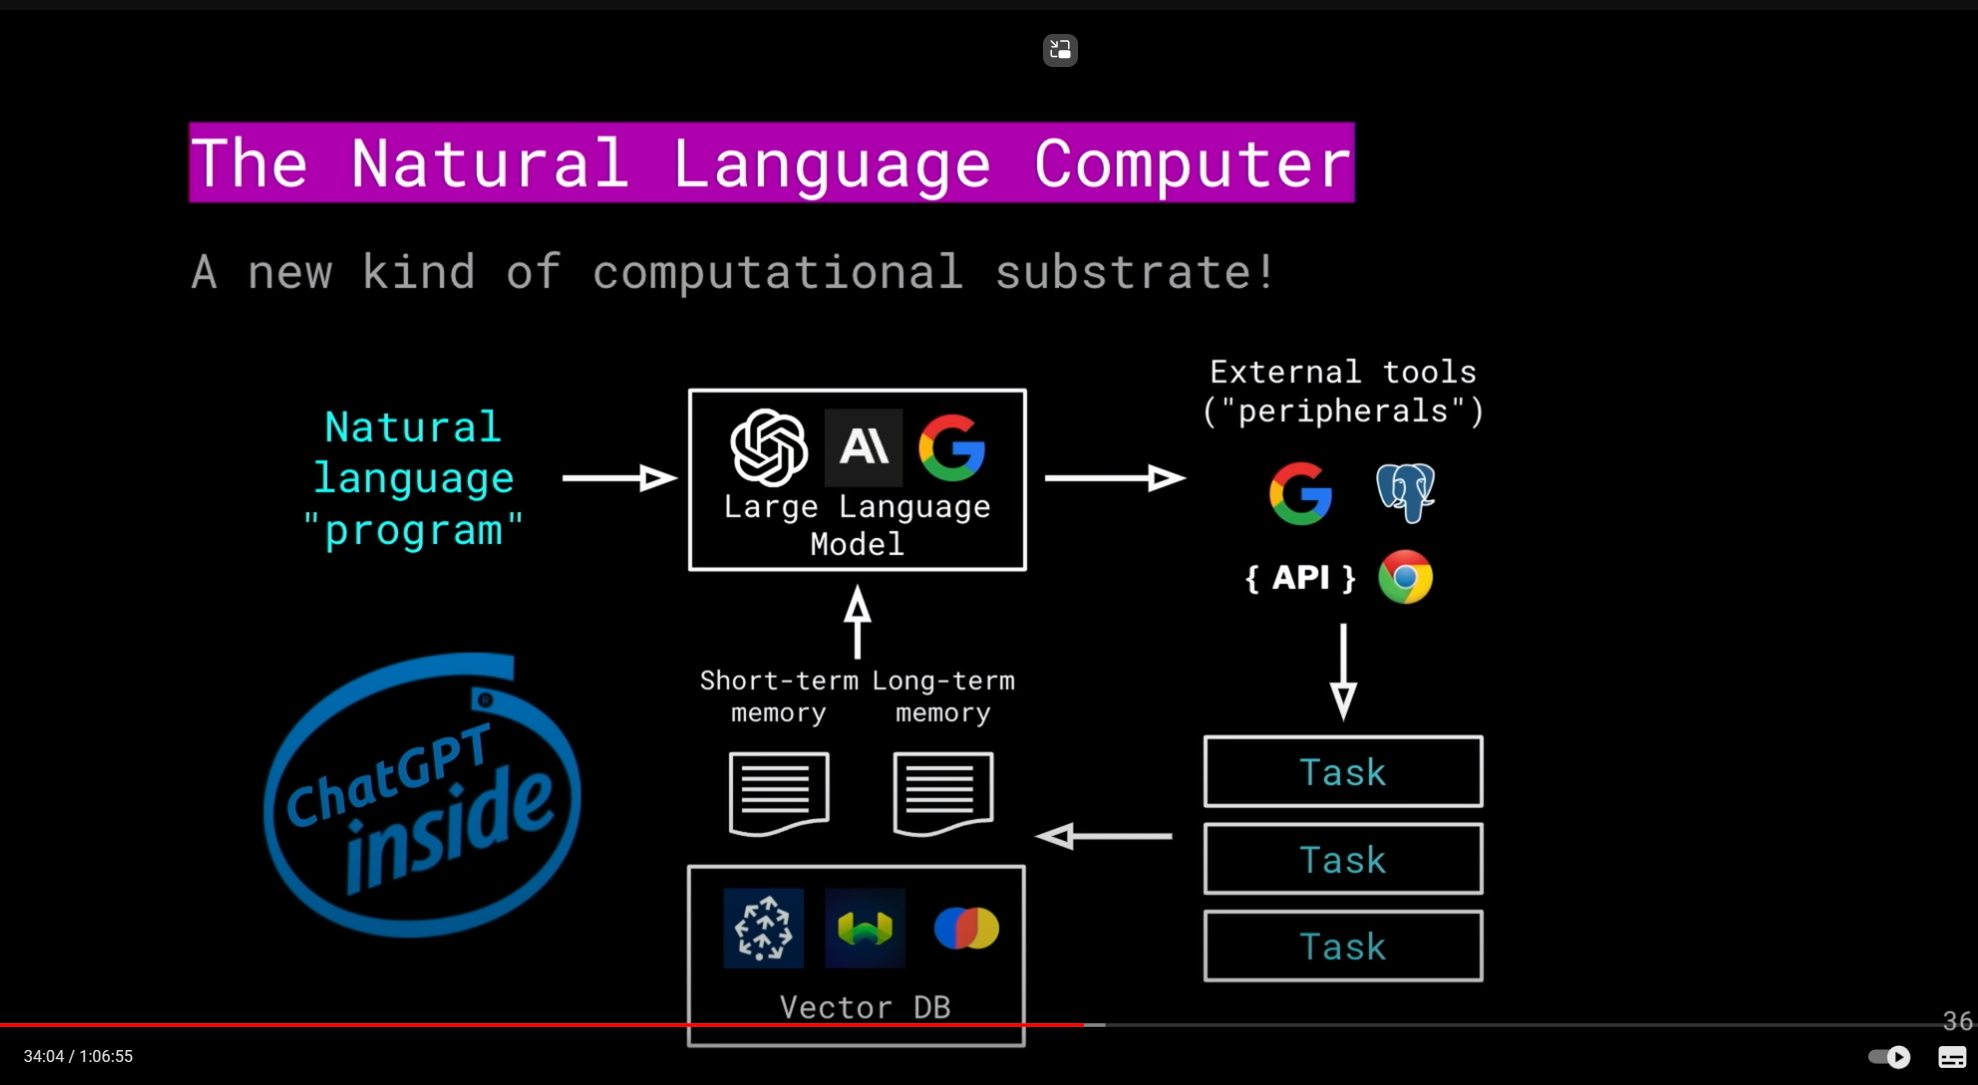 The Natural Language Computer
A new kind of computational substrate!
Natural
language
"program"
AI
Large Language
Model
External tools
("peripherals")
{ API }
Short-term
memory
Long-term
memory
Task
Task
Task
ChatGPT
inside
®
Vector DB
36
34:04 / 1:06:55